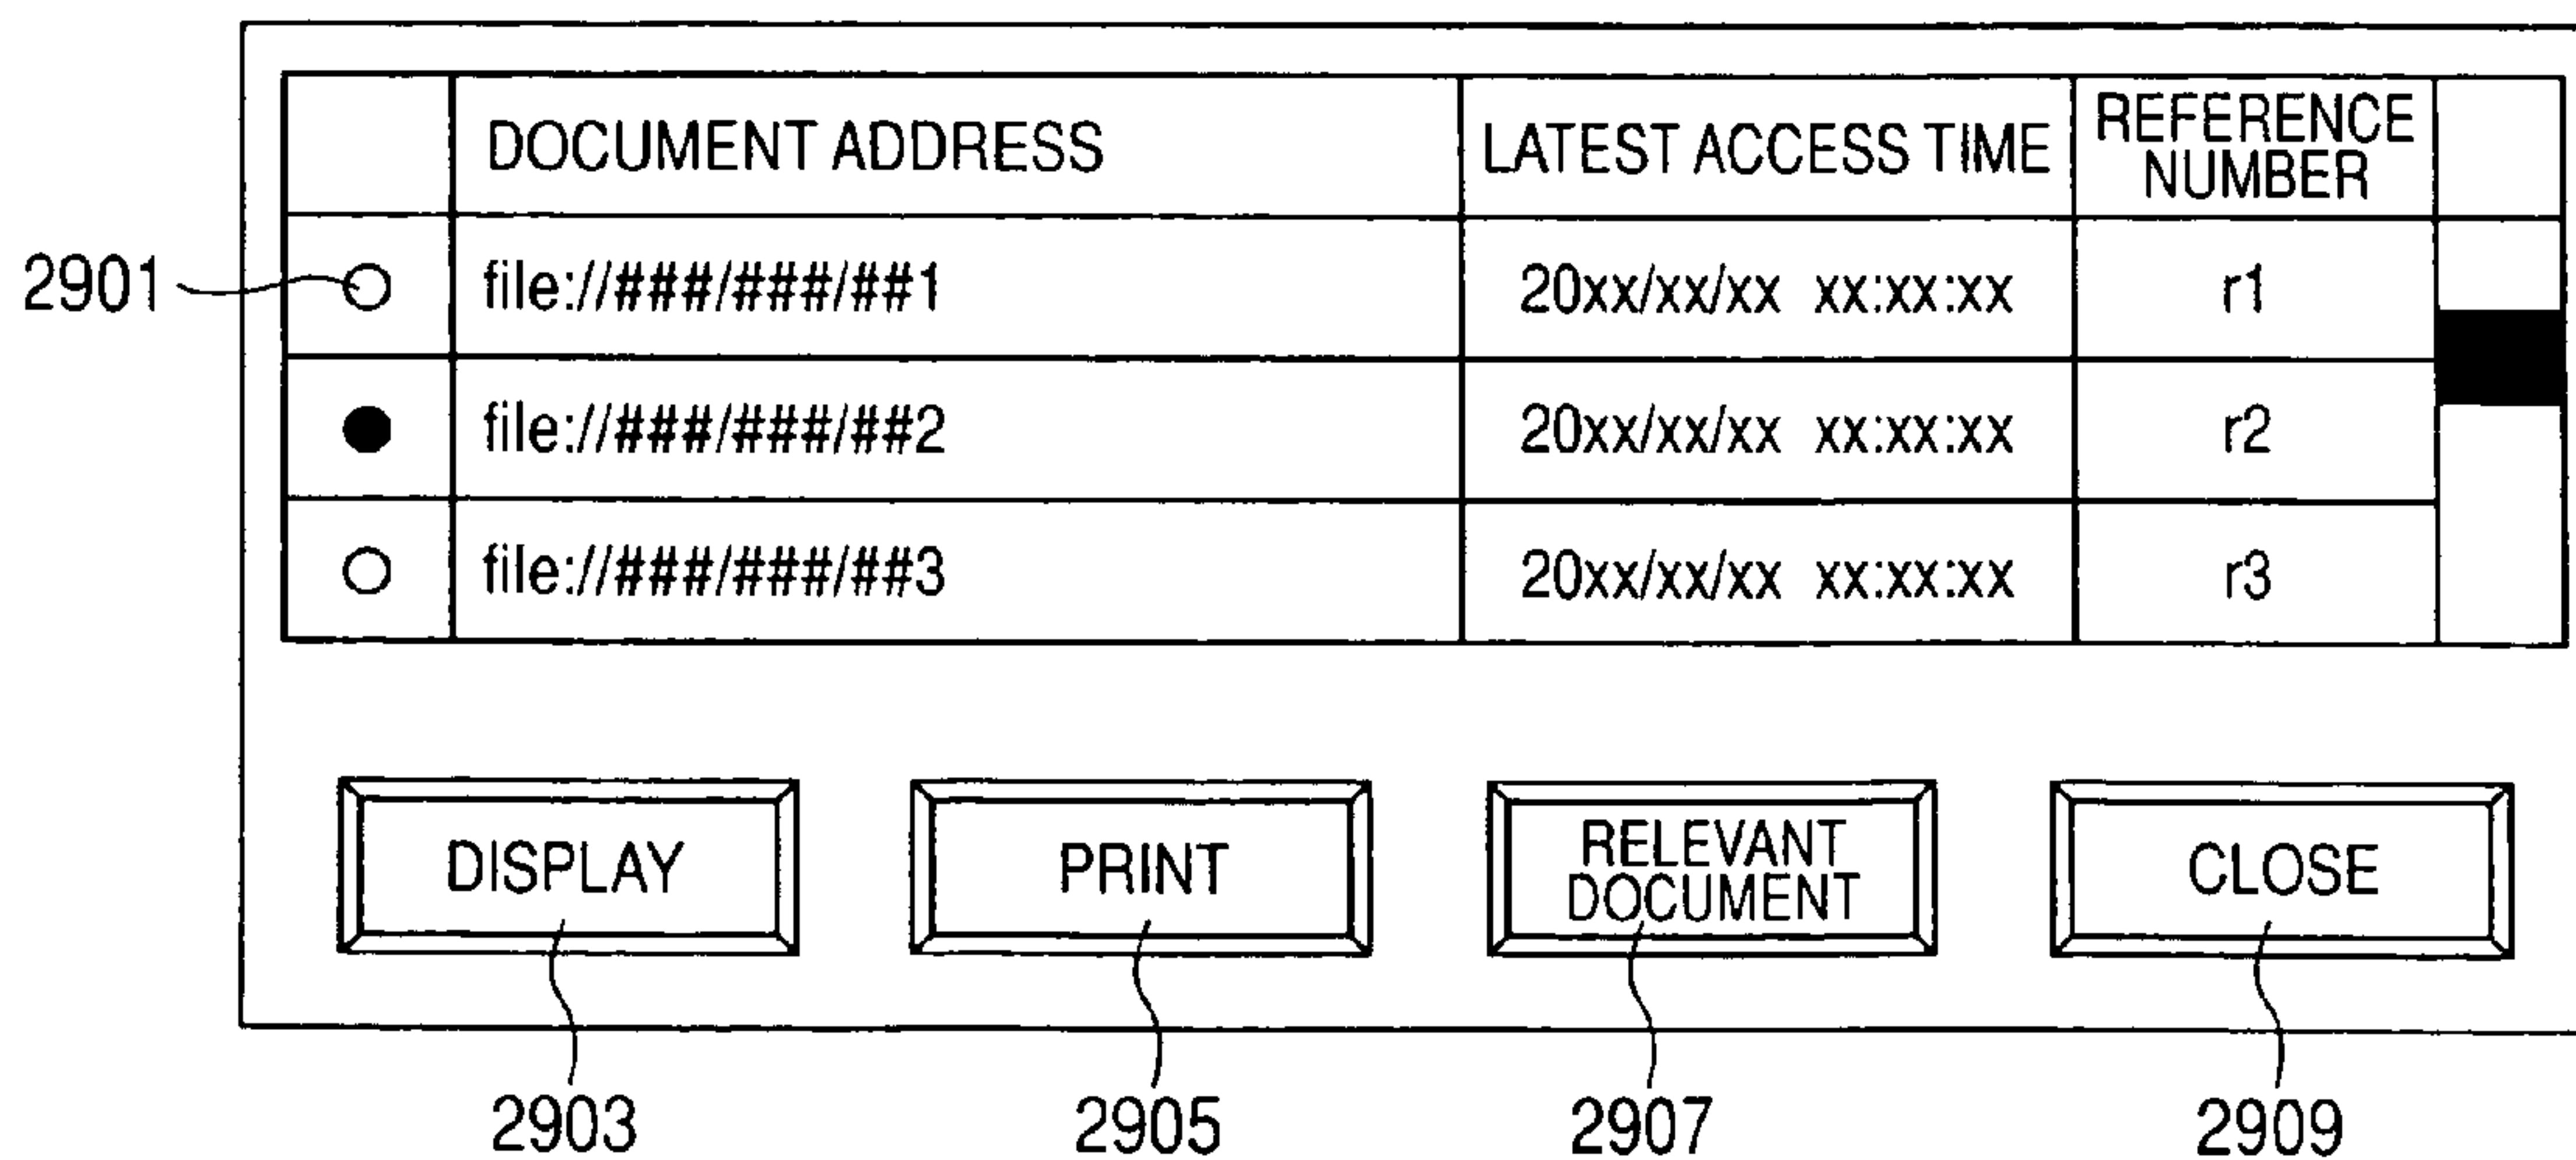 DOCUMENT ADDRESS LATEST ACCESS TIME REFERENCE NUMBER
2901 file://###/###/##1 20xx/xx/xx xx:xx:xx r1
file://###/###/##2 20xx/xx/xx xx:xx:xx r2
file://###/###/##3 20xx/xx/xx xx:xx:xx r3
DISPLAY PRINT RELEVANT DOCUMENT CLOSE
2903 2905 2907 2909